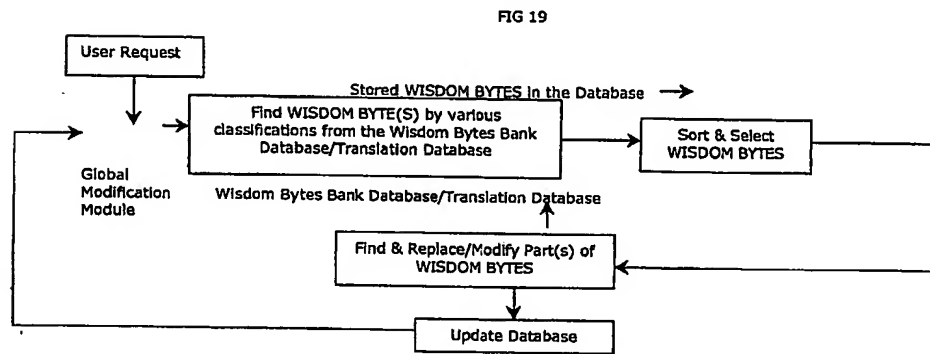 FIG 19
User Request
Stored WISDOM BYTES in the Database
Find WISDOM BYTE(S) by various
classifications from the Wisdom Bytes Bank
Database/Translation Database
Sort & Select
WISDOM BYTES
Global
Modification
Module
Wisdom Bytes Bank Database/Translation Database
Find & Replace/Modify Part(s) of
WISDOM BYTES
Update Database